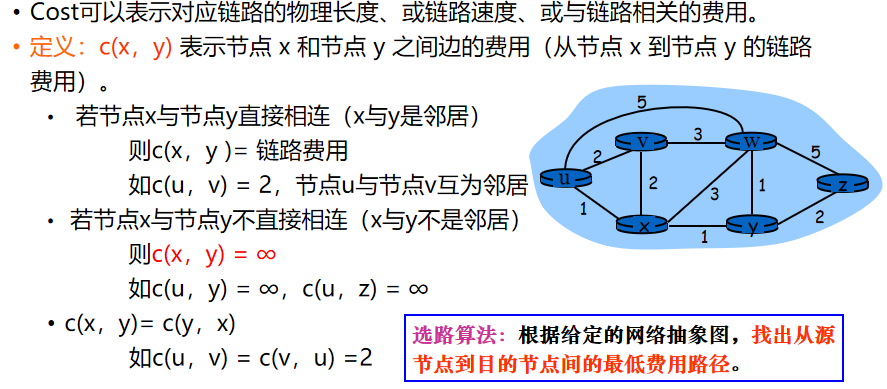 • Cost可以表示对应链路的物理长度、或链路速度、或与链路相关的费用。
• 定义：c(x，y) 表示节点 x 和节点 y 之间边的费用（从节点 x 到节点 y 的链路
费用）。
• 若节点x与节点y直接相连（x与y是邻居）
则c(x，y )= 链路费用
如c(u，v) = 2，节点u与节点v互为邻居
• 若节点x与节点y不直接相连（x与y不是邻居）
则c(x，y) = ∞
如c(u，y) = ∞，c(u，z) = ∞
• c(x，y)= c(y，x)
如c(u，v) = c(v，u) =2
5
v 3 w
2 5
u 2 3 1 z
1 2
x 1 y
选路算法：根据给定的网络抽象图，找出从源
节点到目的节点间的最低费用路径。